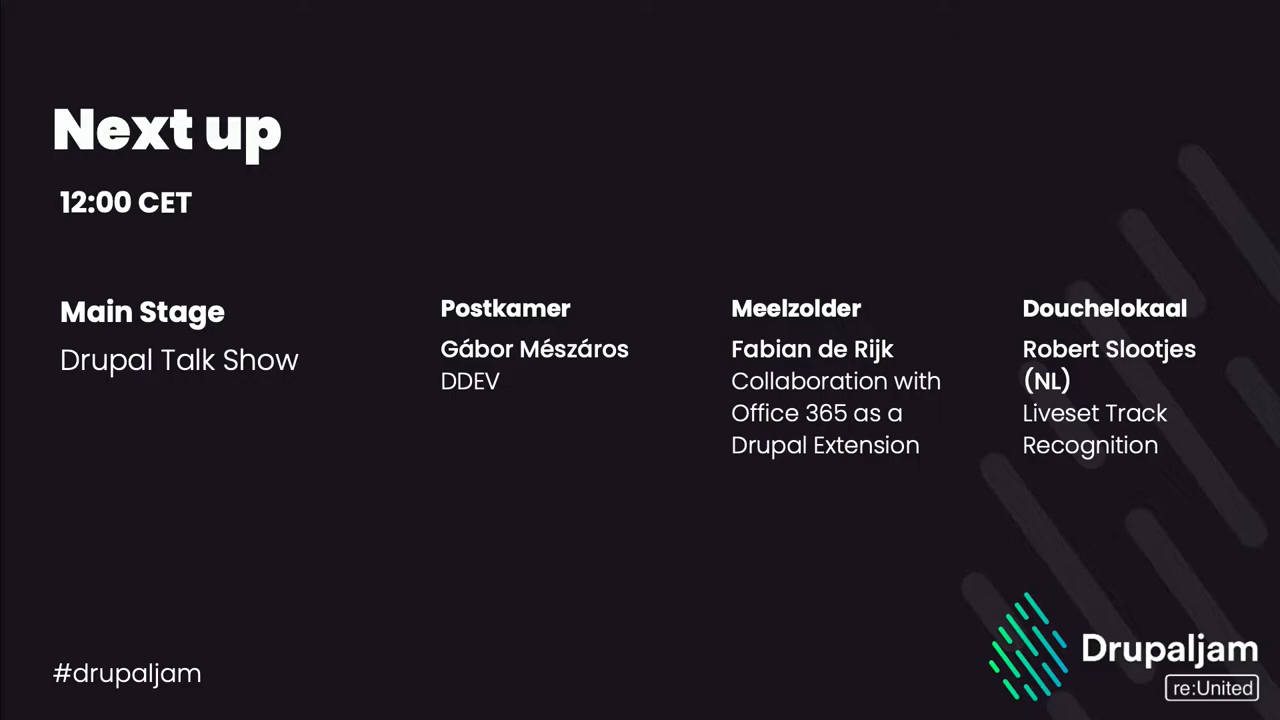 Next up
12:00 CET
Main Stage
Drupal Talk Show
Postkamer
Gábor Mészáros
DDEV
Meelzolder
Fabian de Rijk
Collaboration with
Office 365 as a
Drupal Extension
Douchelokaal
Robert Slootjes
(NL)
Liveset Track
Recognition
#drupaljam
Drupaljam
re:United